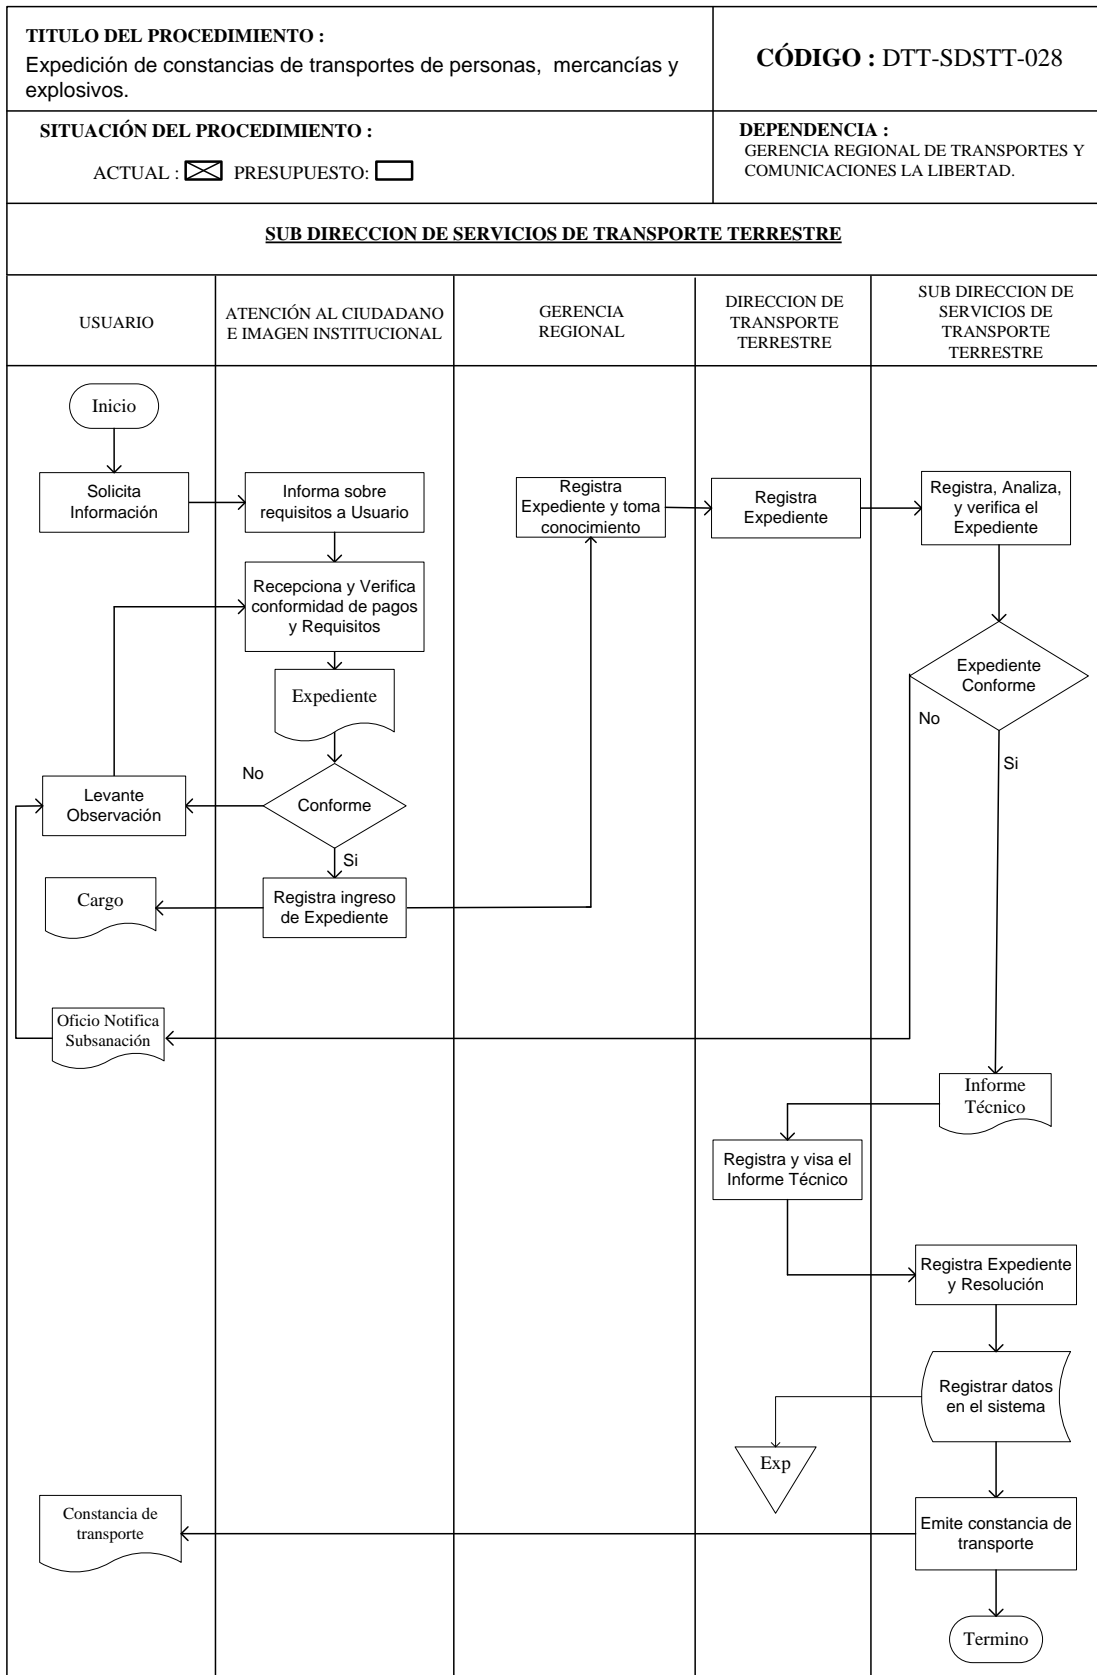 TITULO DEL PROCEDIMIENTO :
Expedición de constancias de transportes de personas, mercancías y
explosivos.
CÓDIGO : DTT-SDSTT-028
SITUACIÓN DEL PROCEDIMIENTO :
ACTUAL : PRESUPUESTO:
DEPENDENCIA :
GERENCIA REGIONAL DE TRANSPORTES Y
COMUNICACIONES LA LIBERTAD.
SUB DIRECCION DE SERVICIOS DE TRANSPORTE TERRESTRE
USUARIO
ATENCIÓN AL CIUDADANO
E IMAGEN INSTITUCIONAL
GERENCIA
REGIONAL
DIRECCION DE
TRANSPORTE
TERRESTRE
SUB DIRECCION DE
SERVICIOS DE
TRANSPORTE
TERRESTRE
Inicio
Solicita
Información
Informa sobre
requisitos a Usuario
Registra
Expediente y toma
conocimiento
Registra
Expediente
Registra, Analiza,
y verifica el
Expediente
Recepciona y Verifica
conformidad de pagos
y Requisitos
Expediente
Expediente
Conforme
No
Si
No
Levante
Observación
Conforme
Si
Cargo
Registra ingreso
de Expediente
Oficio Notifica
Subsanación
Informe
Técnico
Registra y visa el
Informe Técnico
Registra Expediente
y Resolución
Registrar datos
en el sistema
Exp
Constancia de
transporte
Emite constancia de
transporte
Termino